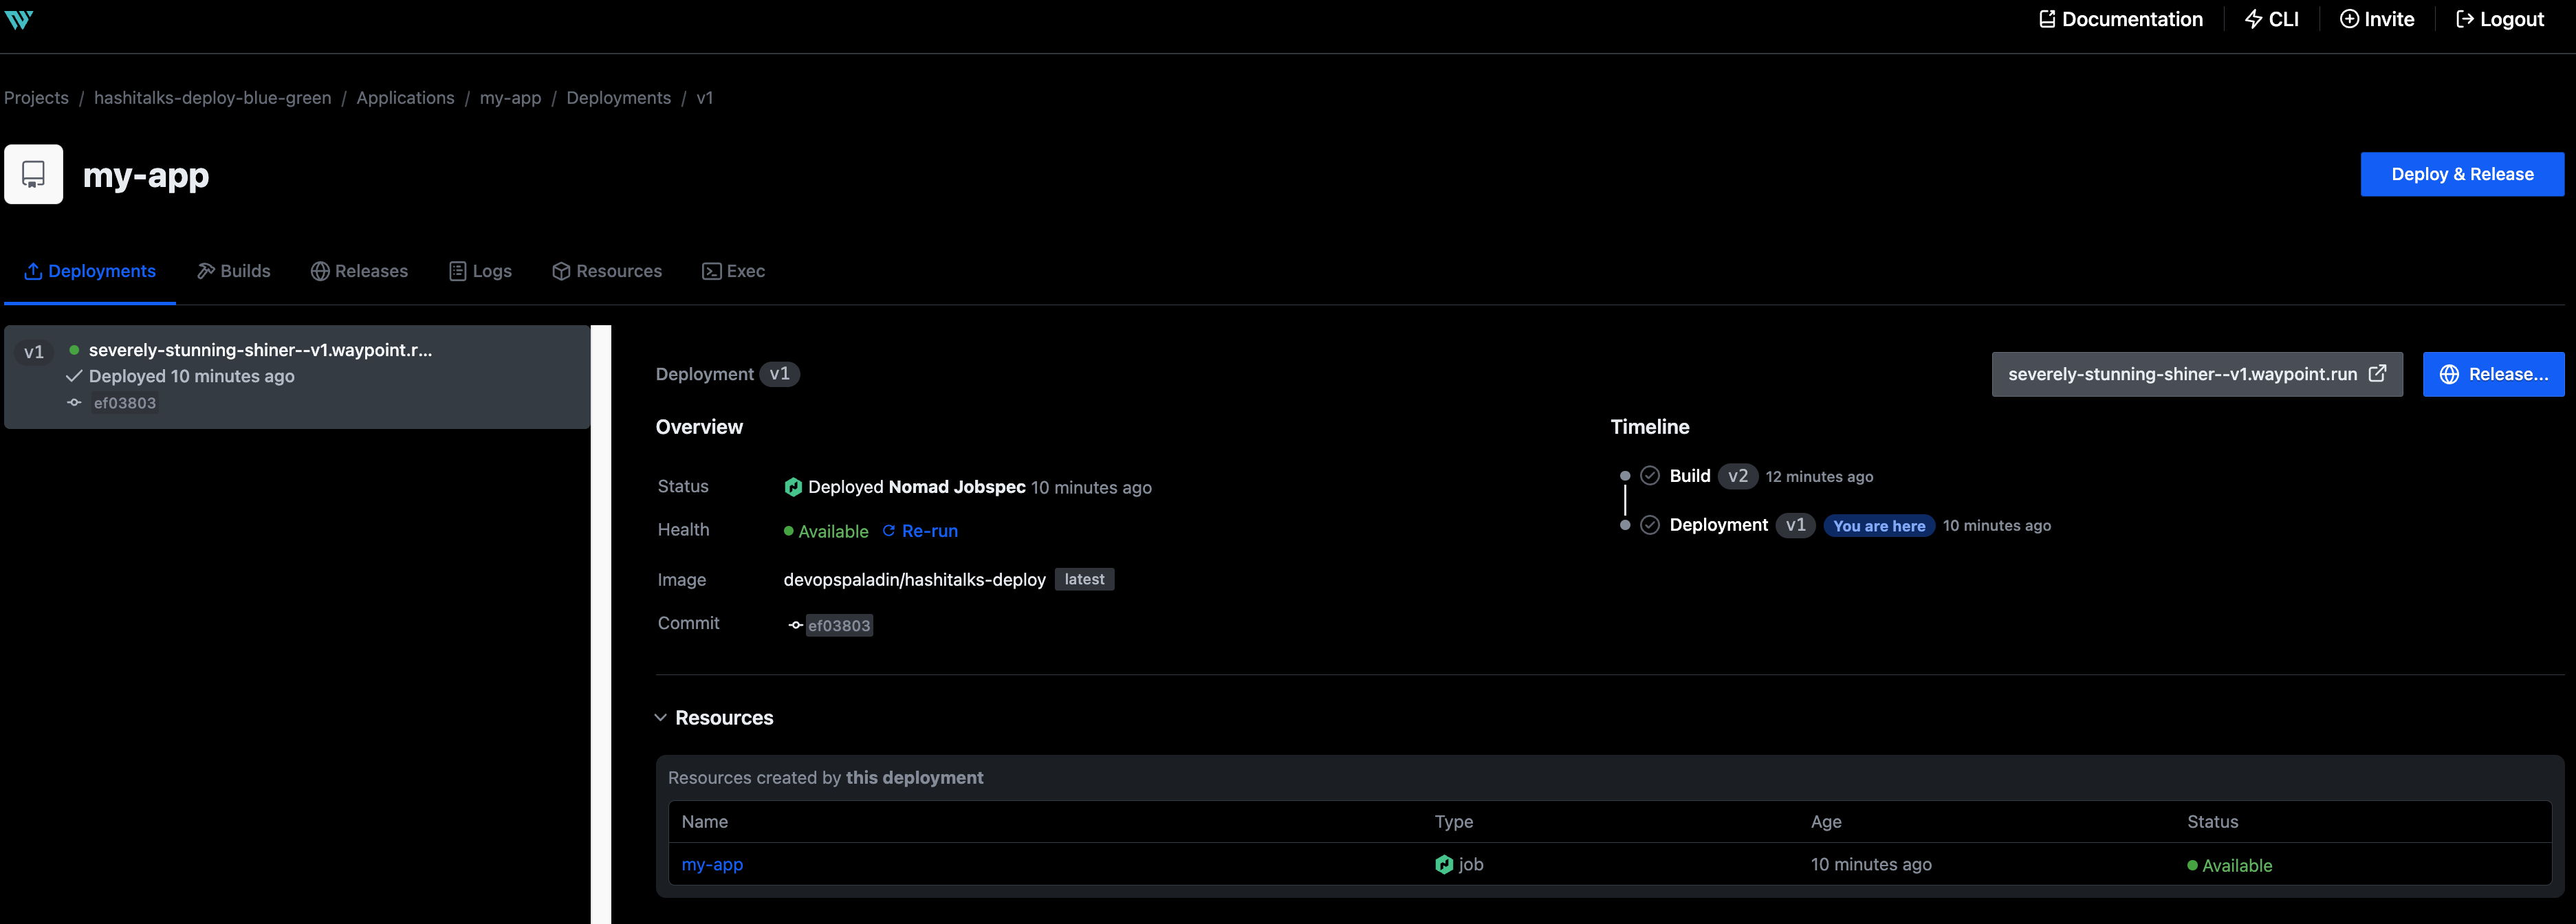 Documentation CLI Invite Logout
Projects / hashitalks-deploy-blue-green / Applications / my-app / Deployments / v1
my-app
Deploy & Release
Deployments Builds Releases Logs Resources Exec
v1 severely-stunning-shiner--v1.waypoint.r...
Deployed 10 minutes ago
ef03803
Deployment v1
severely-stunning-shiner--v1.waypoint.run Release...
Overview
Status Deployed Nomad Jobspec 10 minutes ago
Health Available Re-run
Image devopspaladin/hashitalks-deploy latest
Commit ef03803
Timeline
Build v2 12 minutes ago
Deployment v1 You are here 10 minutes ago
Resources
Resources created by this deployment
Name Type Age Status
my-app job 10 minutes ago Available